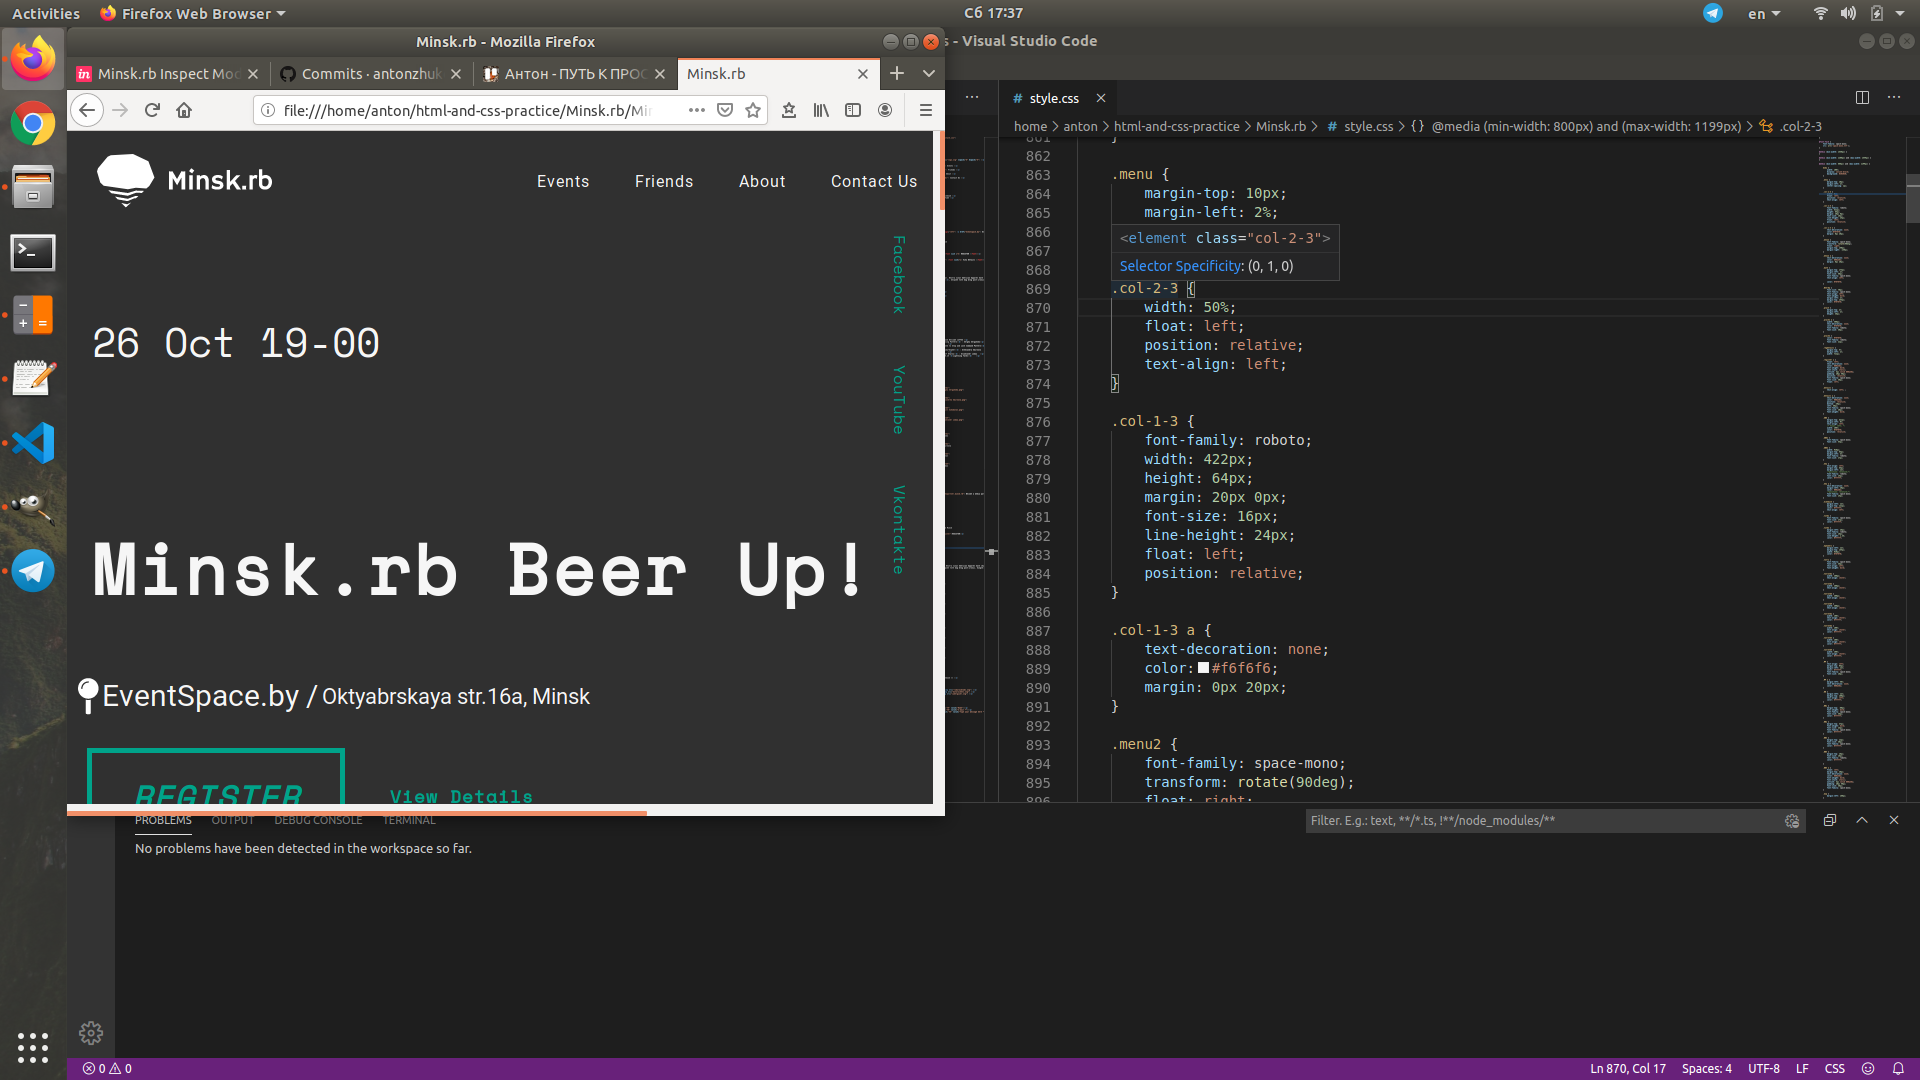 Activities
Firefox Web Browser
Сб 17:37
en
Minsk.rb - Mozilla Firefox
s - Visual Studio Code
Minsk.rb Inspect Mo
Commits · antonzhuk
Антон - ПУТЬ К ПРО
Minsk.rb
file:///home/anton/html-and-css-practice/Minsk.rb/Mi
Minsk.rb
Events
Friends
About
Contact Us
Facebook
YouTube
Vkontakte
26 Oct 19-00
Minsk.rb Beer Up!
EventSpace.by / Oktyabrskaya str.16a, Minsk
REGISTER
View Details
# style.css
home > anton > html-and-css-practice > Minsk.rb > # style.css > {} @media (min-width: 800px) and (max-width: 1199px) > .col-2-3
861 }
862
863 .menu {
864 margin-top: 10px;
865 margin-left: 2%;
866
867
868
<element class="col-2-3">
Selector Specificity: (0, 1, 0)
869 .col-2-3 {
870 width: 50%;
871 float: left;
872 position: relative;
873 text-align: left;
874 }
875
876 .col-1-3 {
877 font-family: roboto;
878 width: 422px;
879 height: 64px;
880 margin: 20px 0px;
881 font-size: 16px;
882 line-height: 24px;
883 float: left;
884 position: relative;
885 }
886
887 .col-1-3 a {
888 text-decoration: none;
889 color: #f6f6f6;
890 margin: 0px 20px;
891 }
892
893 .menu2 {
894 font-family: space-mono;
895 transform: rotate(90deg);
896 float: right;
PROBLEMS
OUTPUT
DEBUG CONSOLE
TERMINAL
Filter. E.g.: text, **/*.ts, !**/node_modules/**
No problems have been detected in the workspace so far.
0 0
Ln 870, Col 17
Spaces: 4
UTF-8
LF
CSS